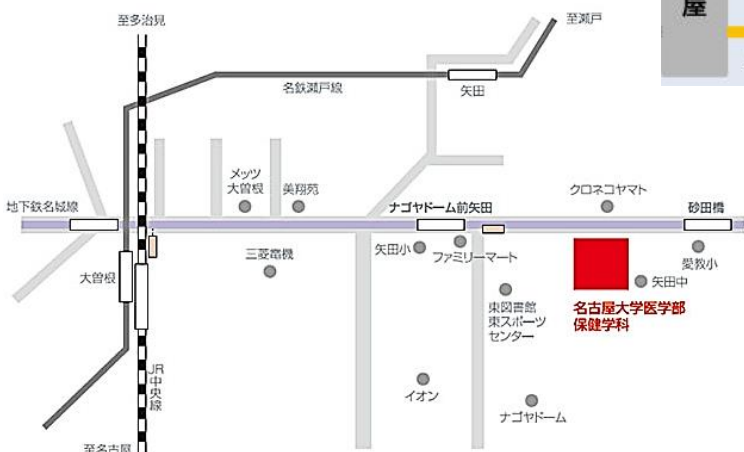 至多治見
至瀬戸
屋
名鉄瀬戸線
矢田
メッツ
大曽根
美翔苑
クロネコヤマト
地下鉄名城線
ナゴヤドーム前矢田
砂田橋
矢田小
ファミリーマート
三菱電機
愛教小
大曽根
矢田中
東図書館
東スポーツ
センター
名古屋大学医学部
保健学科
JR中央線
イオン
ナゴヤドーム
至名古屋